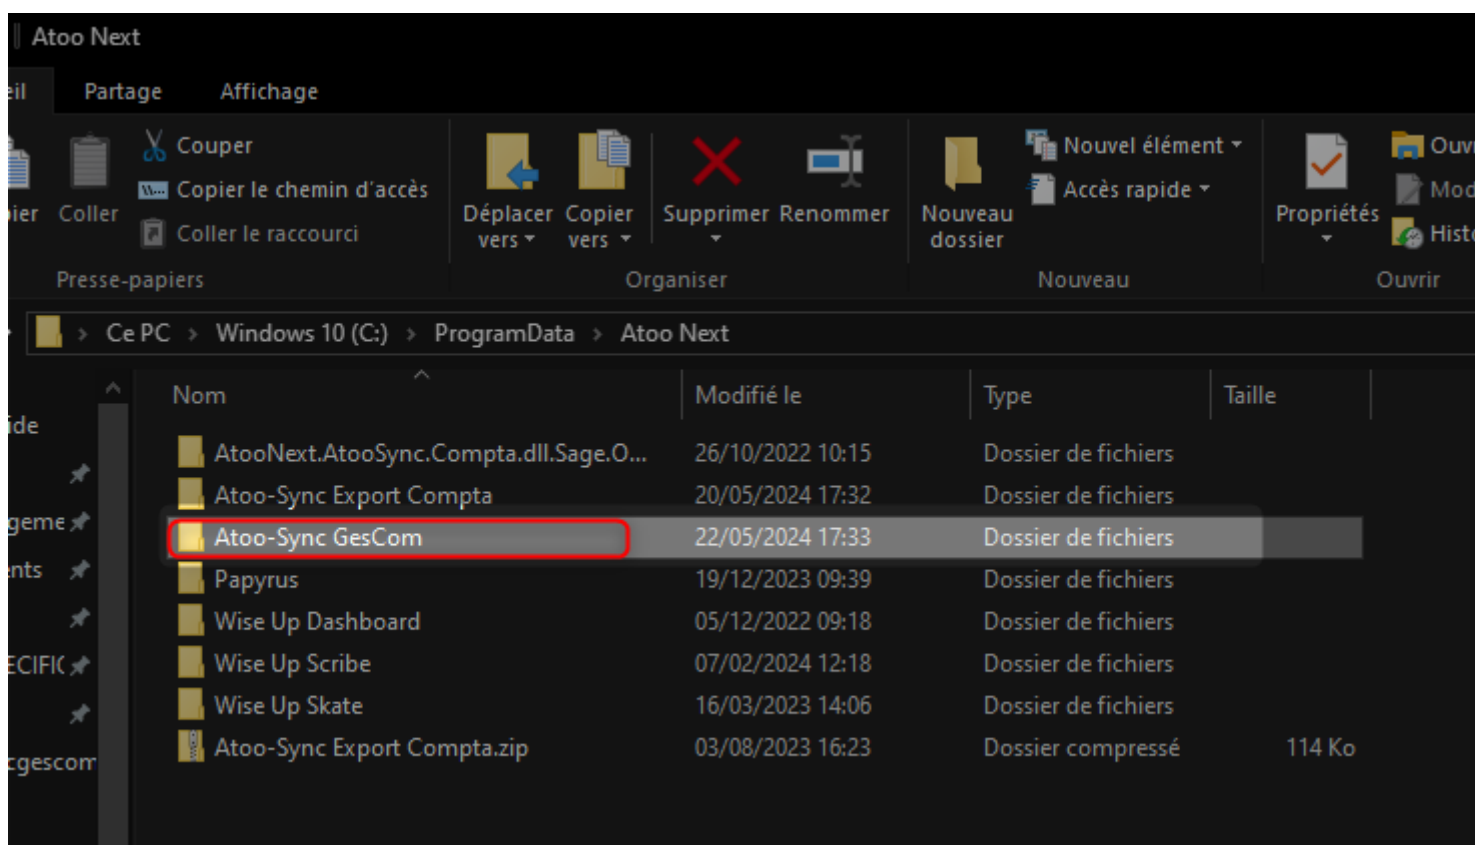 Atoo Next
Partage
Affichage
Couper
Copier le chemin d'accès
Coller
Coller le raccourci
Presse-papiers
Déplacer vers
Copier vers
Supprimer
Renommer
Organiser
Nouveau dossier
Nouvel élément
Accès rapide
Nouveau
Propriétés
Ouvrir
Ce PC > Windows 10 (C:) > ProgramData > Atoo Next
Nom Modifié le Type Taille
AtooNext.AtooSync.Compta.dll.Sage.O... 26/10/2022 10:15 Dossier de fichiers
Atoo-Sync Export Compta 20/05/2024 17:32 Dossier de fichiers
Atoo-Sync GesCom 22/05/2024 17:33 Dossier de fichiers
Papyrus 19/12/2023 09:39 Dossier de fichiers
Wise Up Dashboard 05/12/2022 09:18 Dossier de fichiers
Wise Up Scribe 07/02/2024 12:18 Dossier de fichiers
Wise Up Skate 16/03/2023 14:06 Dossier de fichiers
Atoo-Sync Export Compta.zip 03/08/2023 16:23 Dossier compressé 114 Ko